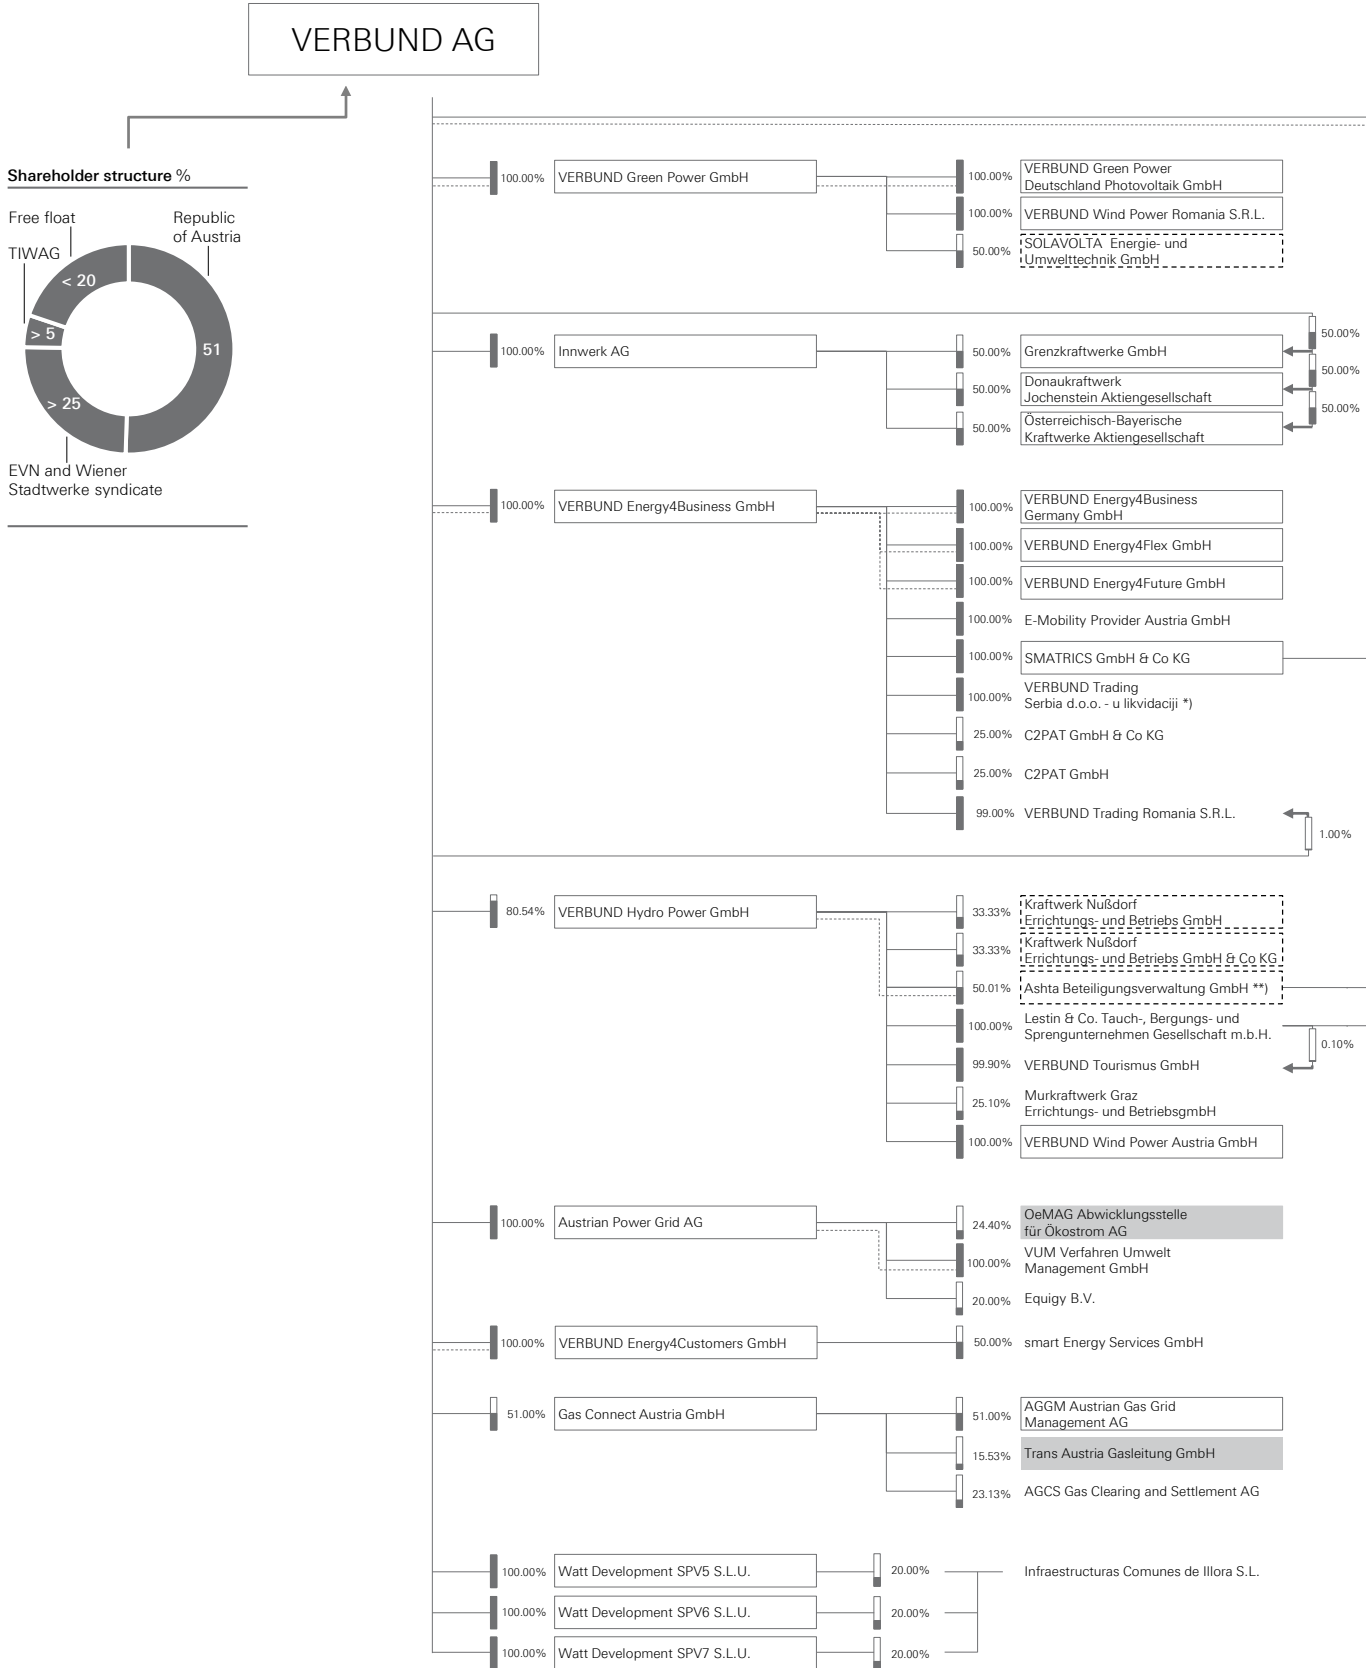 VERBUND AG
Shareholder structure %
Free float
Republic
of Austria
TIWAG
< 20
> 5
51
> 25
EVN and Wiener
Stadtwerke syndicate
100.00% VERBUND Green Power GmbH
100.00% VERBUND Green Power
Deutschland Photovoltaik GmbH
100.00% VERBUND Wind Power Romania S.R.L.
50.00% SOLAVOLTA Energie- und
Umwelttechnik GmbH
100.00% Innwerk AG
50.00% Grenzkraftwerke GmbH
50.00%
50.00% Donaukraftwerk
Jochenstein Aktiengesellschaft
50.00%
50.00% Österreichisch-Bayerische
Kraftwerke Aktiengesellschaft
50.00%
100.00% VERBUND Energy4Business GmbH
100.00% VERBUND Energy4Business
Germany GmbH
100.00% VERBUND Energy4Flex GmbH
100.00% VERBUND Energy4Future GmbH
100.00% E-Mobility Provider Austria GmbH
100.00% SMATRICS GmbH & Co KG
100.00% VERBUND Trading
Serbia d.o.o. - u likvidaciji *)
25.00% C2PAT GmbH & Co KG
25.00% C2PAT GmbH
99.00% VERBUND Trading Romania S.R.L.
1.00%
80.54% VERBUND Hydro Power GmbH
33.33% Kraftwerk Nußdorf
Errichtungs- und Betriebs GmbH
33.33% Kraftwerk Nußdorf
Errichtungs- und Betriebs GmbH & Co KG
50.01% Ashta Beteiligungsverwaltung GmbH **)
100.00% Lestin & Co. Tauch-, Bergungs- und
Sprengunternehmen Gesellschaft m.b.H.
0.10%
99.90% VERBUND Tourismus GmbH
25.10% Murkraftwerk Graz
Errichtungs- und BetriebsgmbH
100.00% VERBUND Wind Power Austria GmbH
100.00% Austrian Power Grid AG
24.40% OeMAG Abwicklungsstelle
für Ökostrom AG
100.00% VUM Verfahren Umwelt
Management GmbH
20.00% Equigy B.V.
100.00% VERBUND Energy4Customers GmbH
50.00% smart Energy Services GmbH
51.00% Gas Connect Austria GmbH
51.00% AGGM Austrian Gas Grid
Management AG
15.53% Trans Austria Gasleitung GmbH
23.13% AGCS Gas Clearing and Settlement AG
100.00% Watt Development SPV5 S.L.U.
20.00%
Infraestructuras Comunes de Illora S.L.
100.00% Watt Development SPV6 S.L.U.
20.00%
100.00% Watt Development SPV7 S.L.U.
20.00%